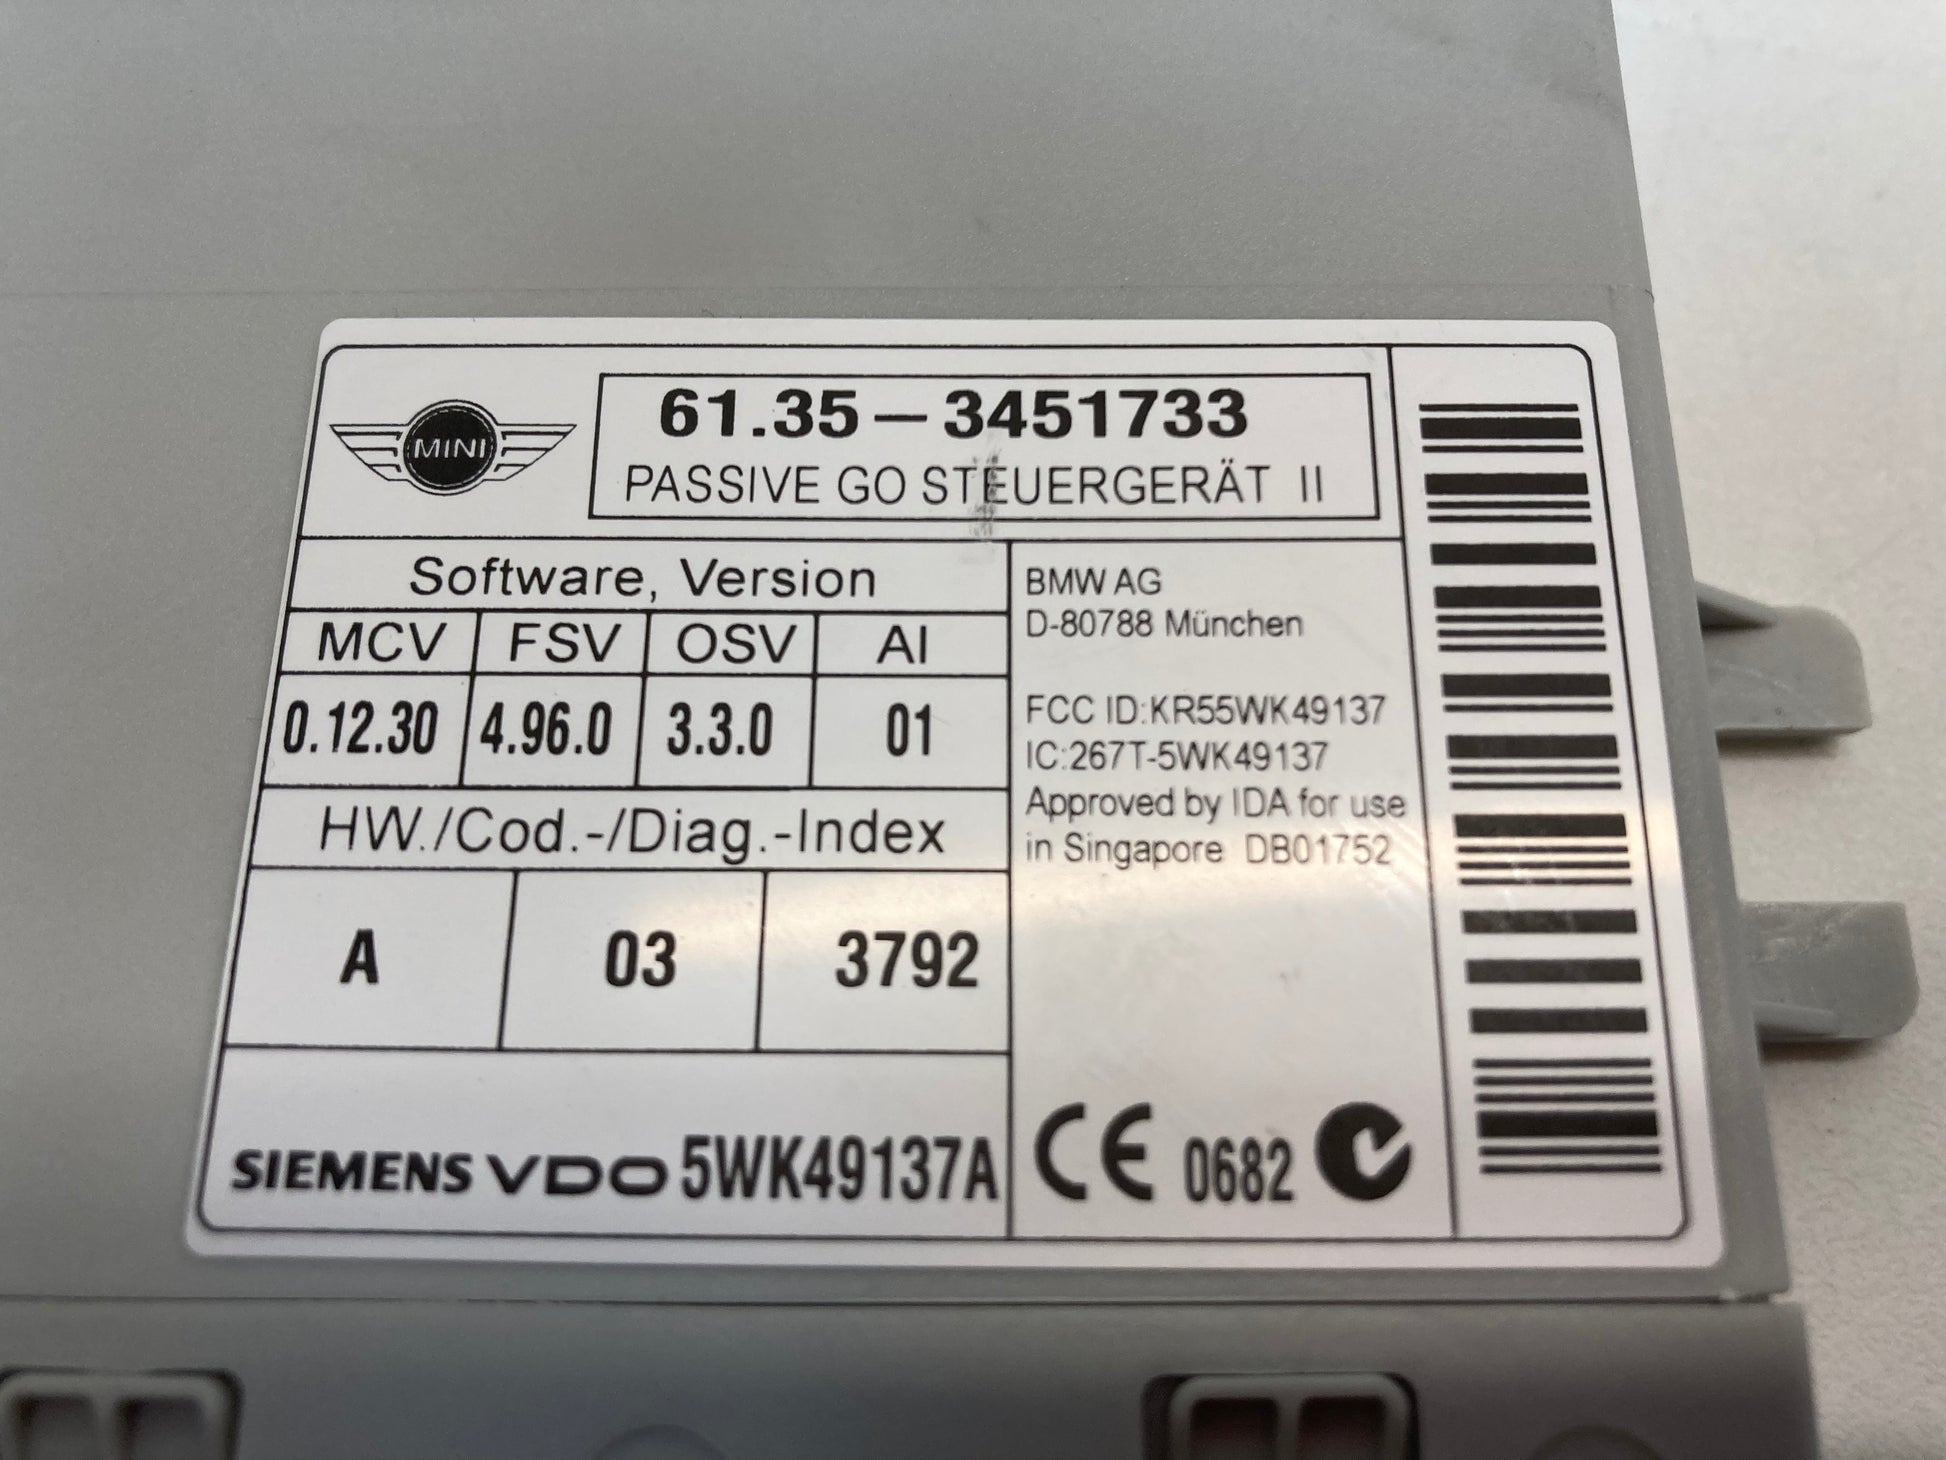 MINI
61.35-3451733
PASSIVE GO STEUERGERÄT II
Software, Version
MCV FSV OSV AI
0.12.30 4.96.0 3.3.0 01
HW./Cod.-/Diag.-Index
A 03 3792
SIEMENS VDO 5WK49137A
BMW AG
D-80788 München
FCC ID:KR55WK49137
IC:267T-5WK49137
Approved by IDA for use
in Singapore DB01752
CE 0682